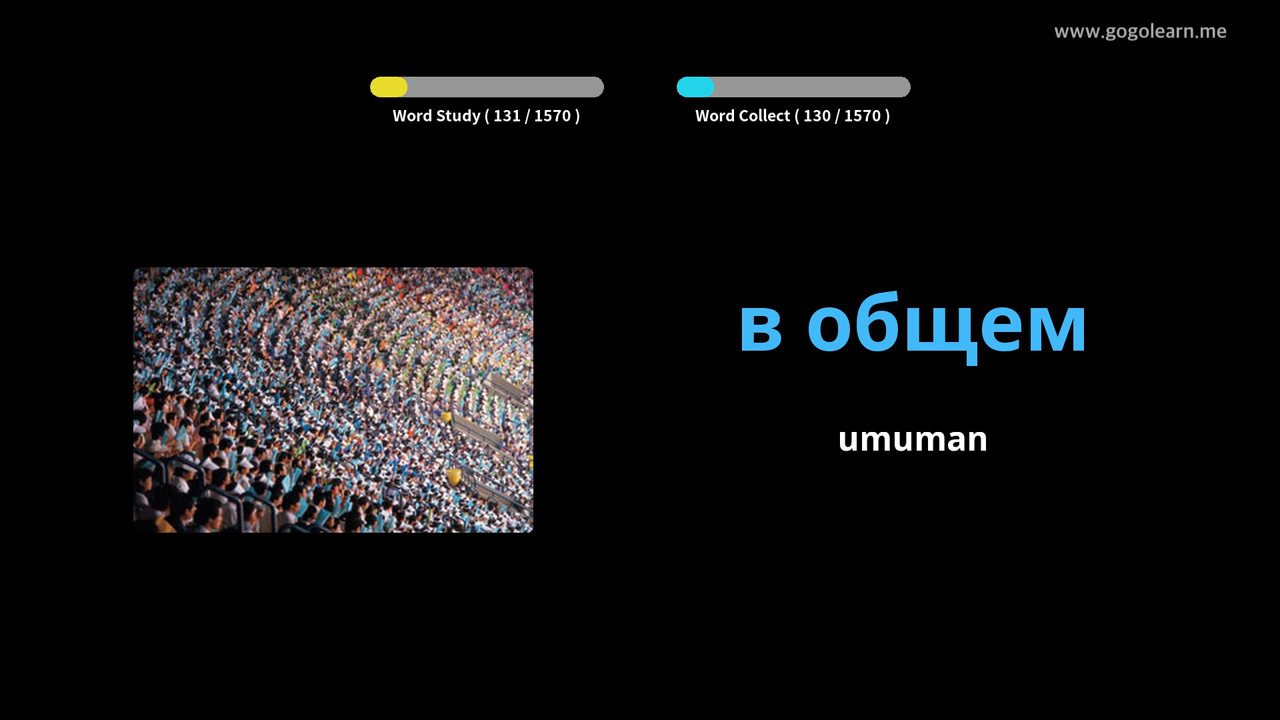 www.gogolearn.me
Word Study ( 131 / 1570 )
Word Collect ( 130 / 1570 )
в общем
umuman